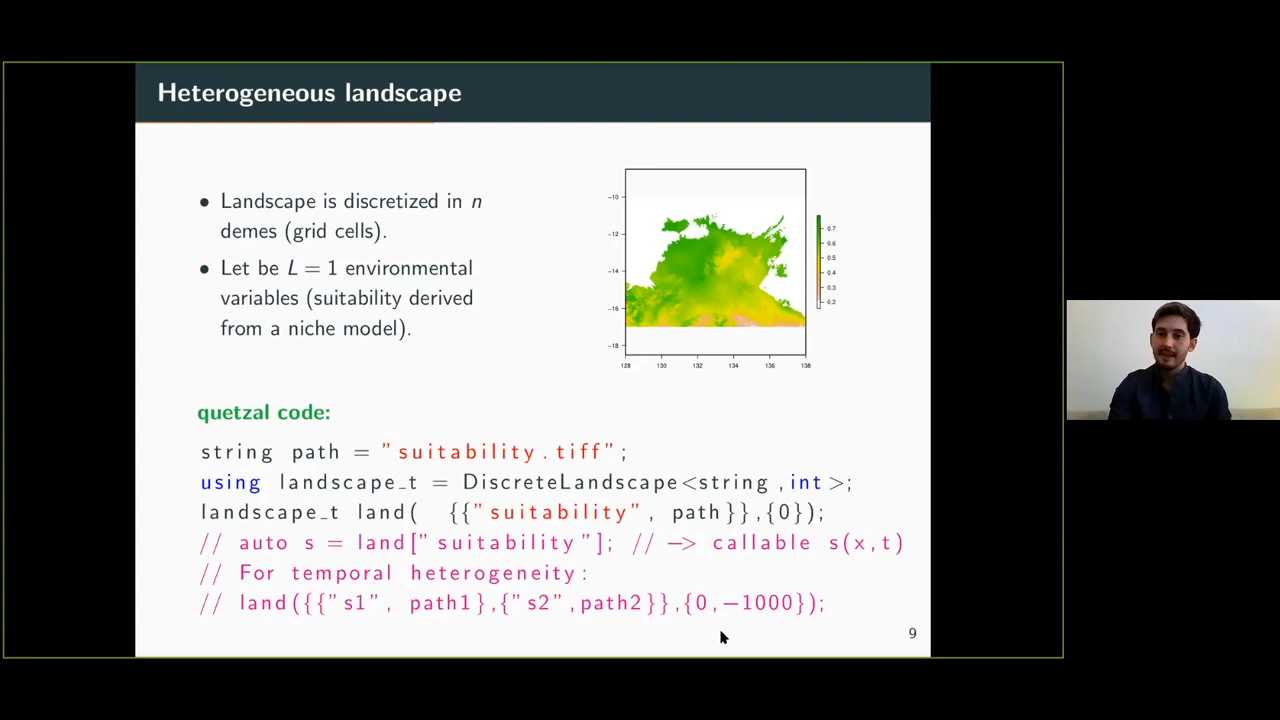 Heterogeneous landscape
• Landscape is discretized in n
demes (grid cells).
• Let be L = 1 environmental
variables (suitability derived
from a niche model).
−10
−12
−14
−16
−18
128
130
132
134
136
138
0.7
0.6
0.5
0.4
0.3
0.2
quetzal code:
string path = "suitability.tiff";
using landscape_t = DiscreteLandscape<string,int>;
landscape_t land( {{"suitability", path}},{0});
// auto s = land["suitability"]; // −> callable s(x,t)
// For temporal heterogeneity:
// land({{"s1", path1},{"s2",path2}},{0,−1000});
9